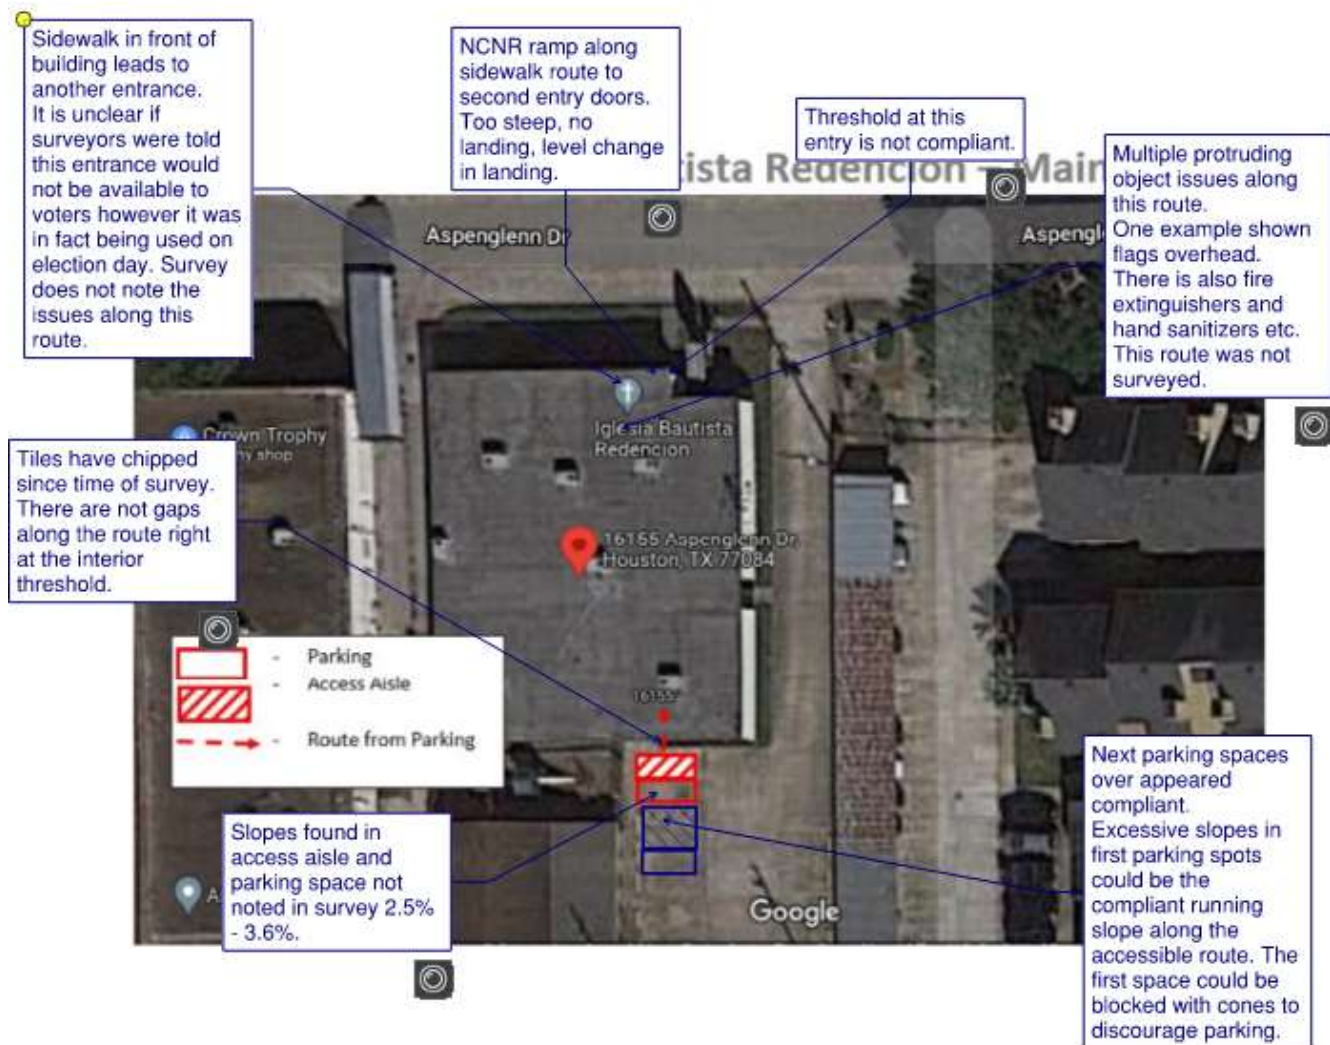 Sidewalk in front of
building leads to
another entrance.
It is unclear if
surveyors were told
this entrance would
not be available to
voters however it was
in fact being used on
election day. Survey
does not note the
issues along this
route.
NCNR ramp along
sidewalk route to
second entry doors.
Too steep, no
landing, level change
in landing.
Threshold at this
entry is not compliant.
Multiple protruding
object issues along
this route.
One example shown
flags overhead.
There is also fire
extinguishers and
hand sanitizers etc.
This route was not
surveyed.
tista Redencion – Main
Aspenglenn Dr
Aspengl
Iglesia Bautista
Redencion
Crown Trophy
ny shop
Tiles have chipped
since time of survey.
There are not gaps
along the route right
at the interior
threshold.
16155 Aspenglenn Dr,
Houston, TX 77084
- Parking
- Access Aisle
- Route from Parking
16155
Slopes found in
access aisle and
parking space not
noted in survey 2.5%
- 3.6%.
Next parking spaces
over appeared
compliant.
Excessive slopes in
first parking spots
could be the
compliant running
slope along the
accessible route. The
first space could be
blocked with cones to
discourage parking.
A
Google